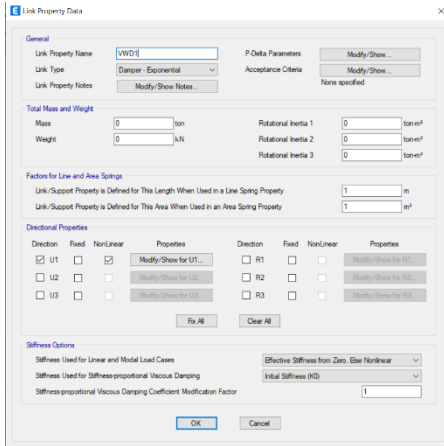 E Link Property Data
General
Link Property Name VWD1 P-Delta Parameters Modify/Show...
Link Type Damper - Exponential Acceptance Criteria Modify/Show...
Link Property Notes Modify/Show Notes... None specified
Total Mass and Weight
Mass 0 ton Rotational Inertia 1 0 ton-m²
Weight 0 kN Rotational Inertia 2 0 ton-m²
Rotational Inertia 3 0 ton-m²
Factors for Line and Area Springs
Link/Support Property is Defined for This Length When Used in a Line Spring Property 1 m
Link/Support Property is Defined for This Area When Used in an Area Spring Property 1 m²
Directional Properties
Direction Fixed NonLinear Properties Direction Fixed NonLinear Properties
U1 Modify/Show for U1... R1 Modify/Show for R1...
U2 Modify/Show for U2... R2 Modify/Show for R2...
U3 Modify/Show for U3... R3 Modify/Show for R3...
Fix All Clear All
Stiffness Options
Stiffness Used for Linear and Modal Load Cases Effective Stiffness from Zero, Else Nonlinear
Stiffness Used for Stiffness-proportional Viscous Damping Initial Stiffness (K0)
Stiffness-proportional Viscous Damping Coefficient Modification Factor 1
OK Cancel